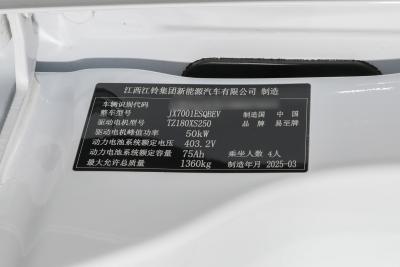 江西江铃集团新能源汽车有限公司 制造
车辆识别代码
整车型号 JX7001ESQBEV 制造国 中国
驱动电机型号 TZ180XS250 品牌 易至牌
驱动电机峰值功率 50kW
动力电池系统额定电压 403.2V
动力电池系统额定容量 75Ah 乘坐人数 4人
最大允许总质量 1360kg 制造年月 2025-03